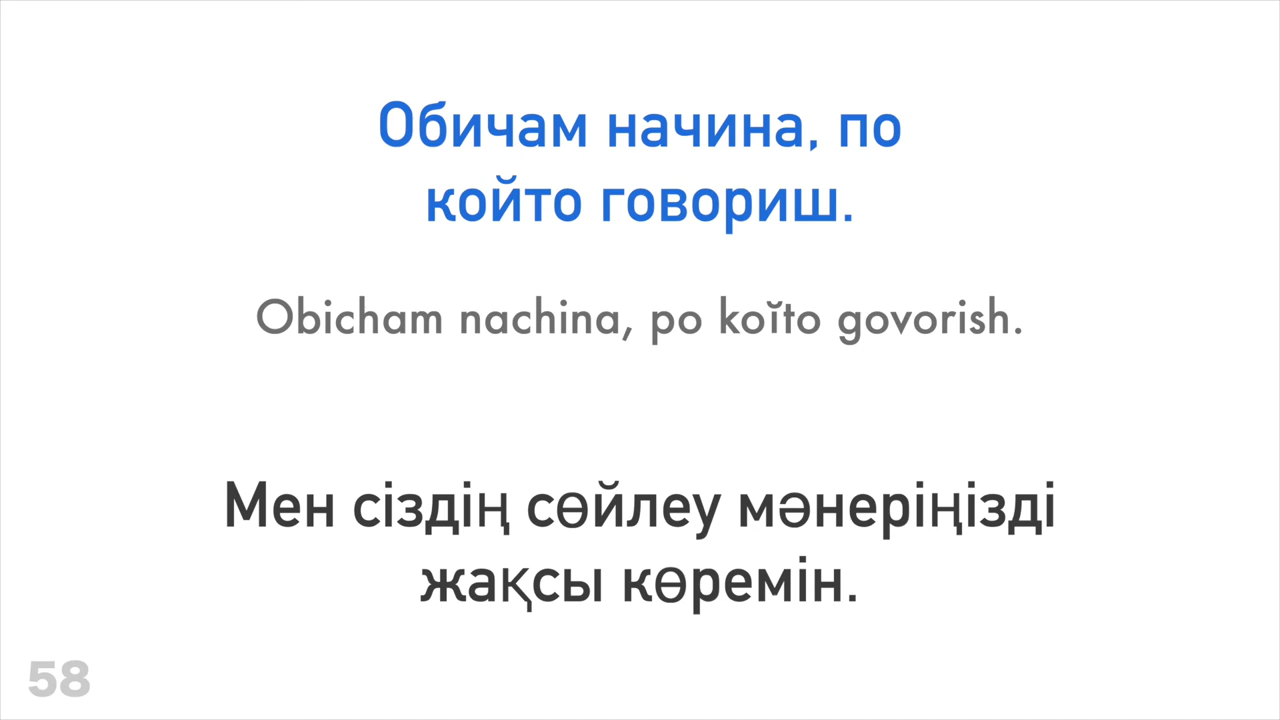 Обичам начина, по
който говориш.
Obicham nachina, po koĭto govorish.
Мен сіздің сөйлеу мәнеріңізді
жақсы көремін.
58